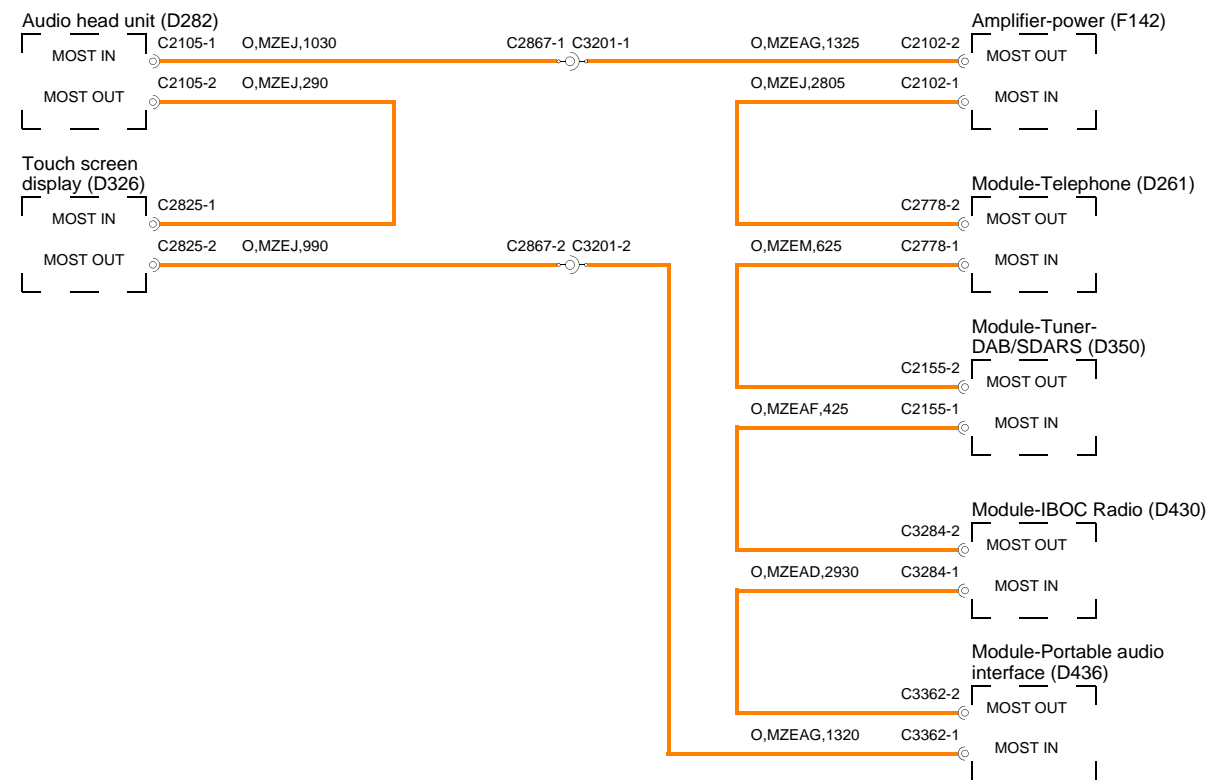 Audio head unit (D282)
Amplifier-power (F142)
MOST IN
C2105-1 O,MZEJ,1030 C2867-1 C3201-1 O,MZEAG,1325 C2102-2
MOST OUT
C2105-2 O,MZEJ,290
MOST OUT
O,MZEJ,2805 C2102-1
MOST IN
Touch screen
display (D326)
Module-Telephone (D261)
MOST IN
C2825-1
C2778-2
MOST OUT
C2825-2 O,MZEJ,990 C2867-2 C3201-2
MOST OUT
O,MZEM,625 C2778-1
MOST IN
Module-Tuner-
DAB/SDARS (D350)
C2155-2
MOST OUT
O,MZEAF,425 C2155-1
MOST IN
Module-IBOC Radio (D430)
C3284-2
MOST OUT
O,MZEAD,2930 C3284-1
MOST IN
Module-Portable audio
interface (D436)
C3362-2
MOST OUT
O,MZEAG,1320 C3362-1
MOST IN